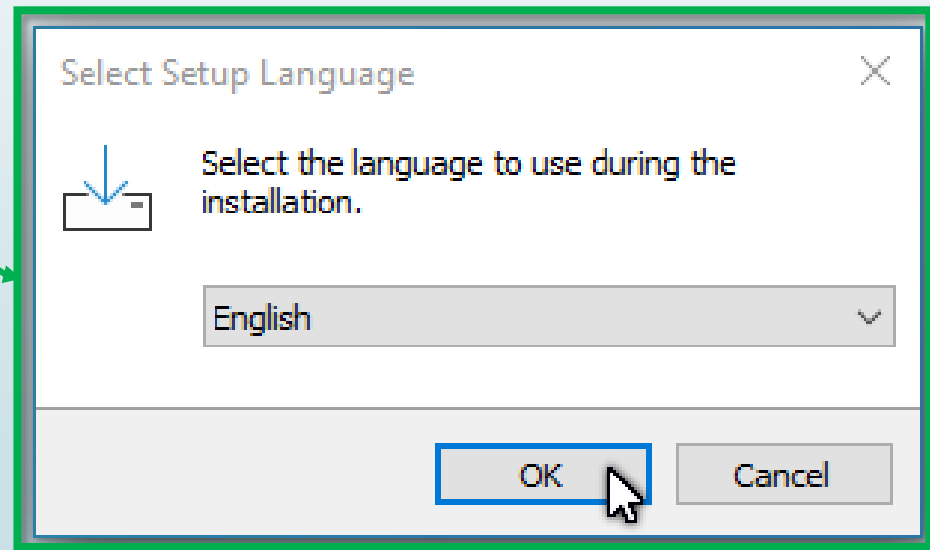 Select Setup Language
Select the language to use during the
installation.
English
OK
Cancel